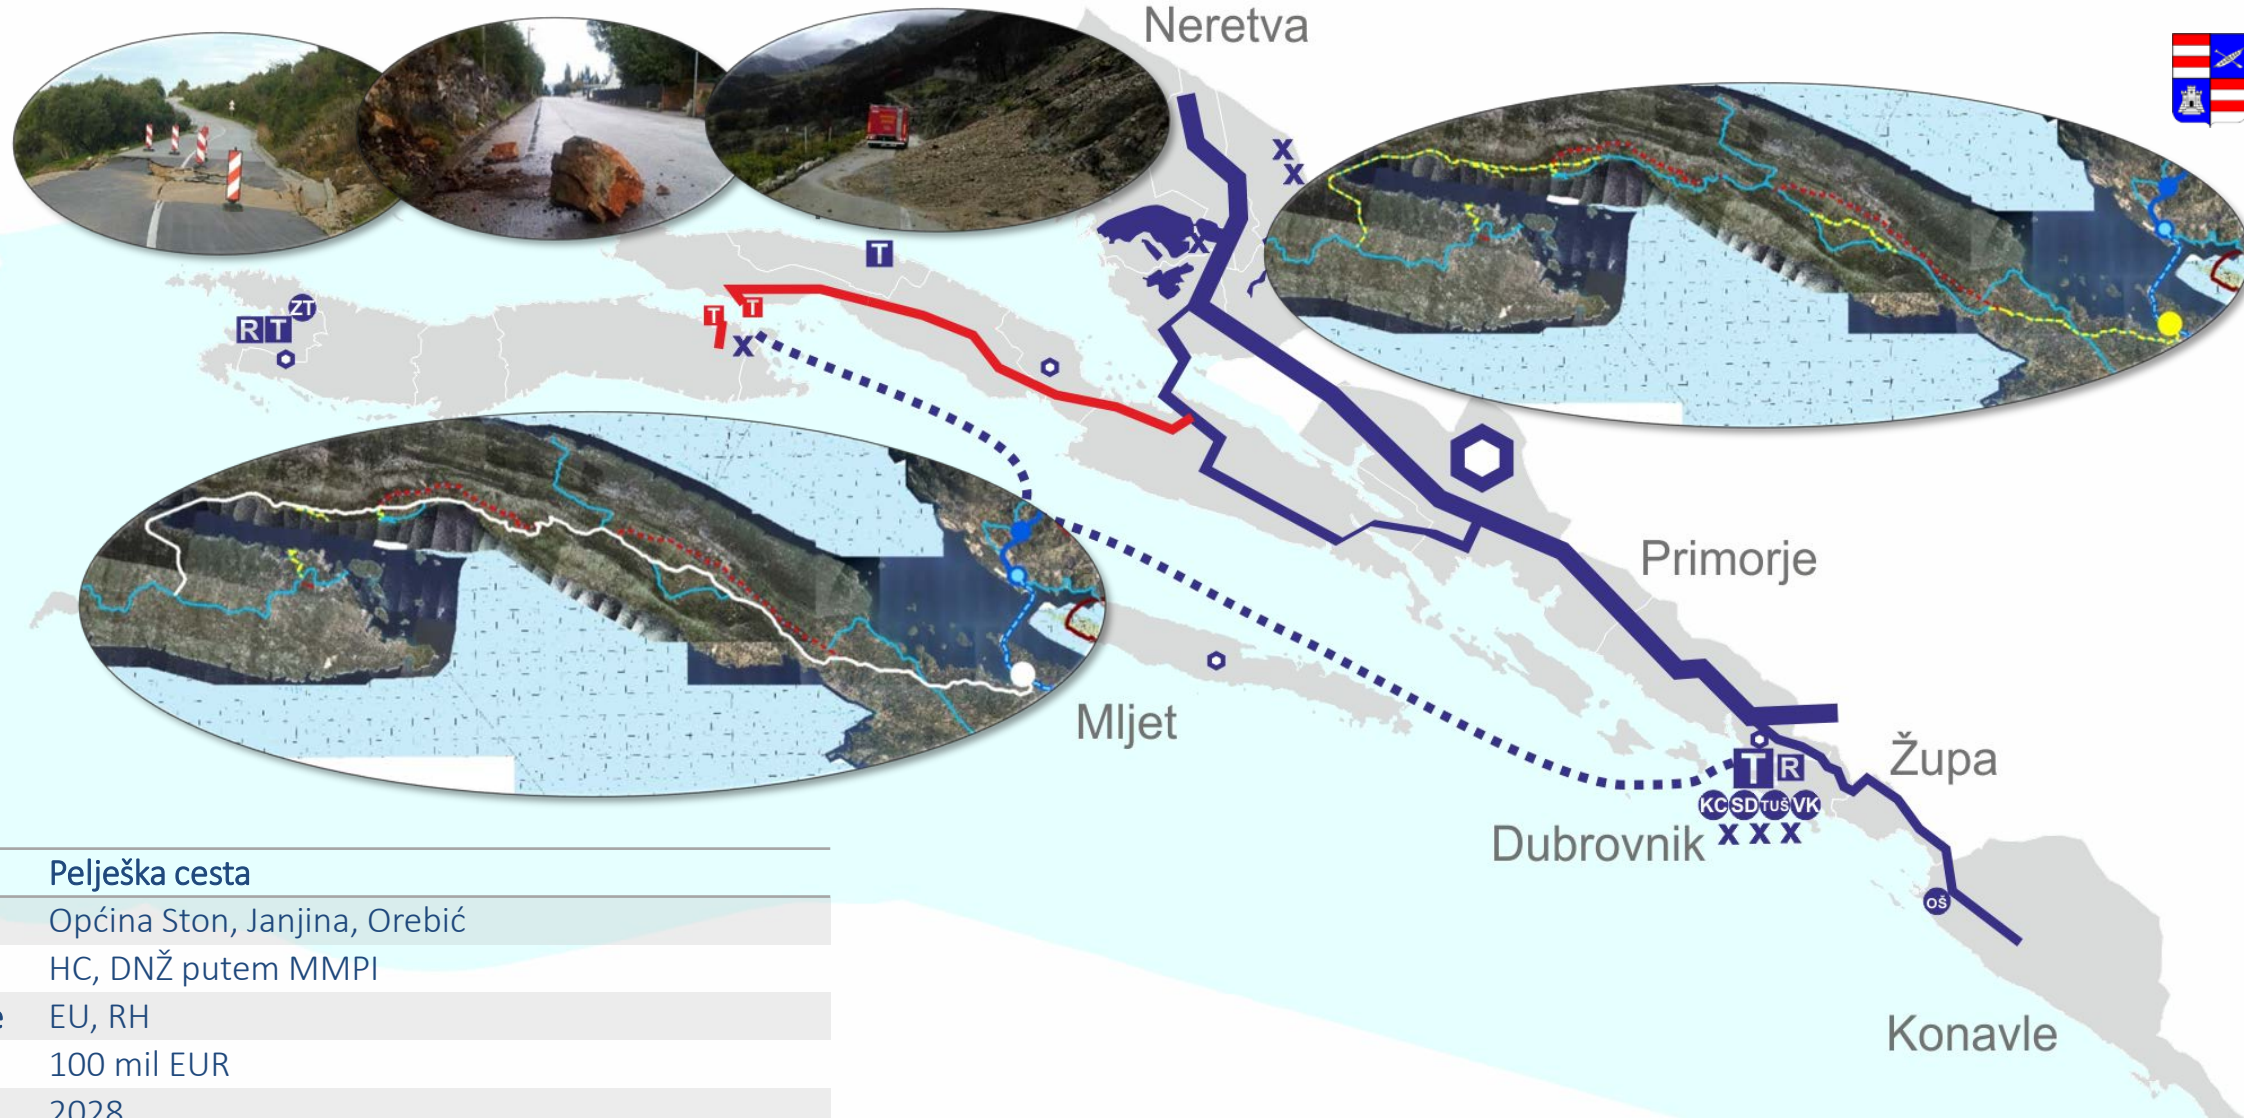 Neretva
X
X
X
T
ZT
R T
T
T
X
Primorje
Mljet
Župa
T R
KC SD TUŠ VK
Dubrovnik
X X X
OŠ
Konavle
Pelješka cesta
Općina Ston, Janjina, Orebić
HC, DNŽ putem MMPI
e EU, RH
100 mil EUR
2028